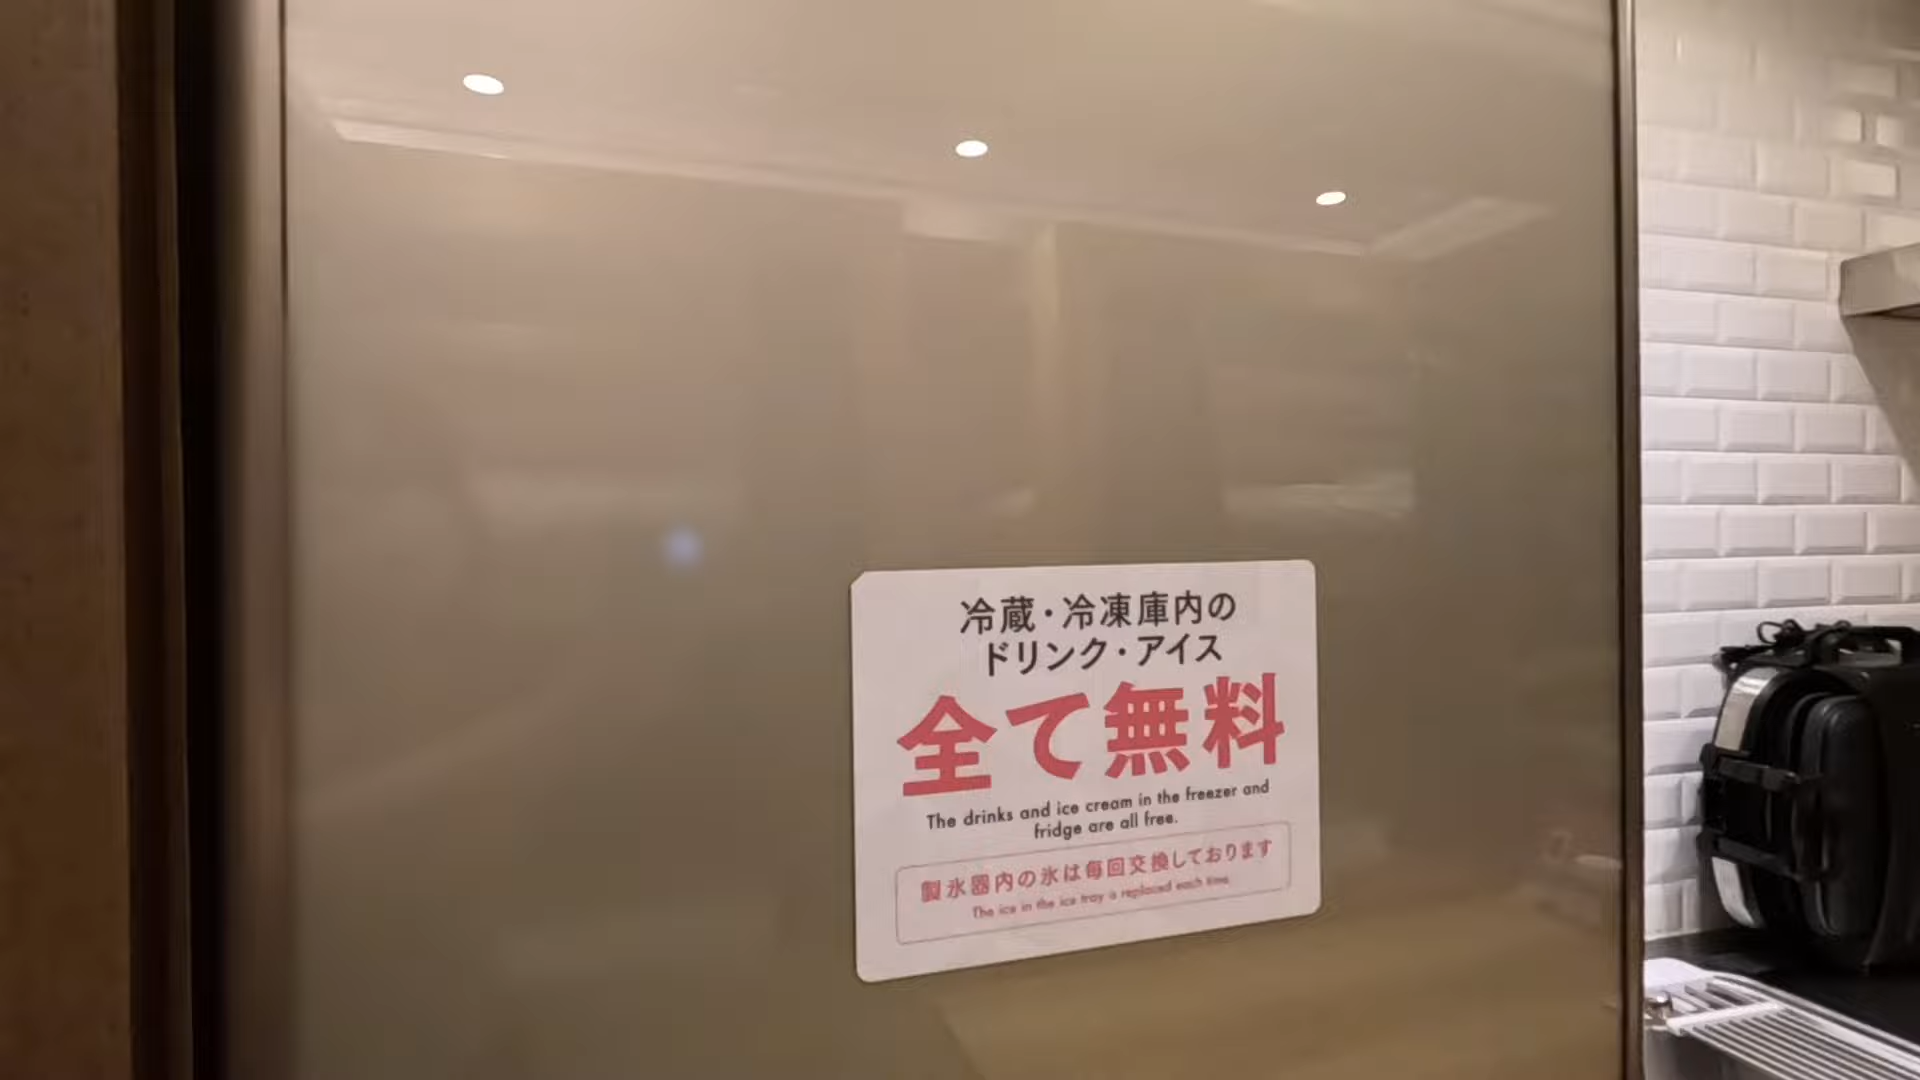 冷蔵・冷凍庫内の
ドリンク・アイス
全て無料
The drinks and ice cream in the freezer and
fridge are all free.
製氷器内の氷は毎回交換しております
The ice in the ice tray is replaced each time.